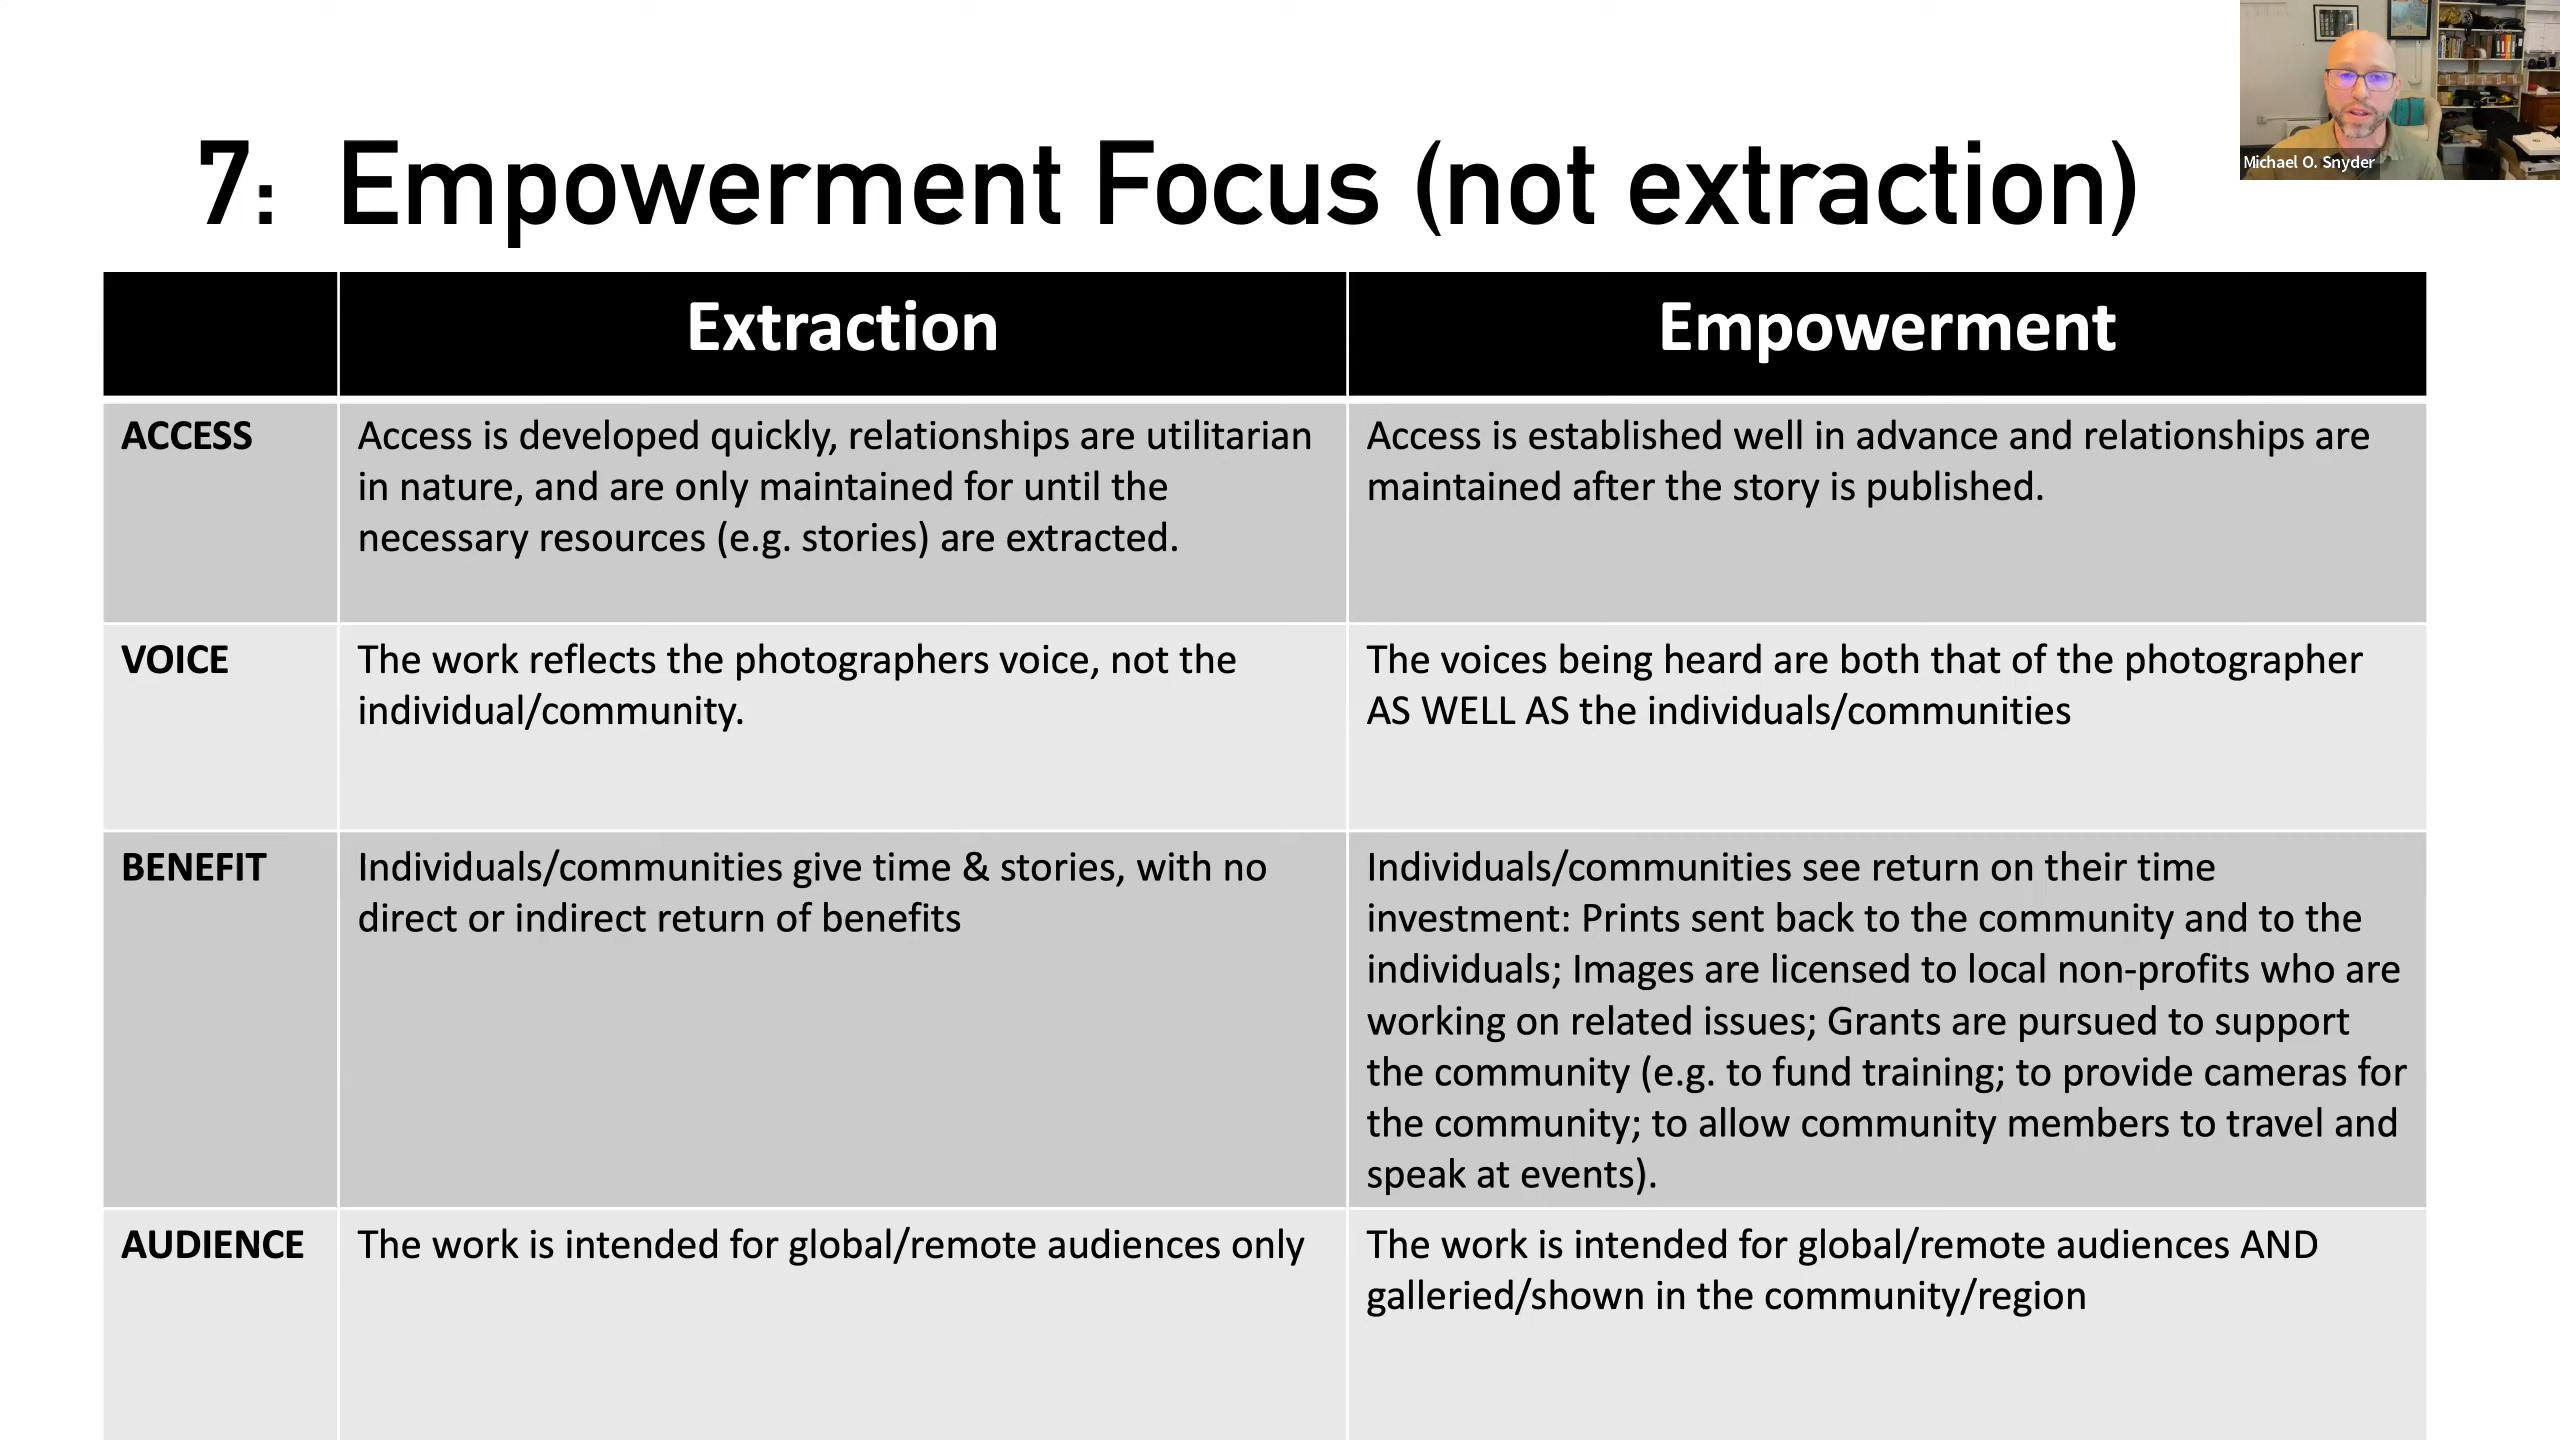 Michael O. Snyder
7: Empowerment Focus (not extraction)
Extraction
Empowerment
ACCESS
Access is developed quickly, relationships are utilitarian
in nature, and are only maintained for until the
necessary resources (e.g. stories) are extracted.
Access is established well in advance and relationships are
maintained after the story is published.
VOICE
The work reflects the photographers voice, not the
individual/community.
The voices being heard are both that of the photographer
AS WELL AS the individuals/communities
BENEFIT
Individuals/communities give time & stories, with no
direct or indirect return of benefits
Individuals/communities see return on their time
investment: Prints sent back to the community and to the
individuals; Images are licensed to local non-profits who are
working on related issues; Grants are pursued to support
the community (e.g. to fund training; to provide cameras for
the community; to allow community members to travel and
speak at events).
AUDIENCE
The work is intended for global/remote audiences only
The work is intended for global/remote audiences AND
galleried/shown in the community/region